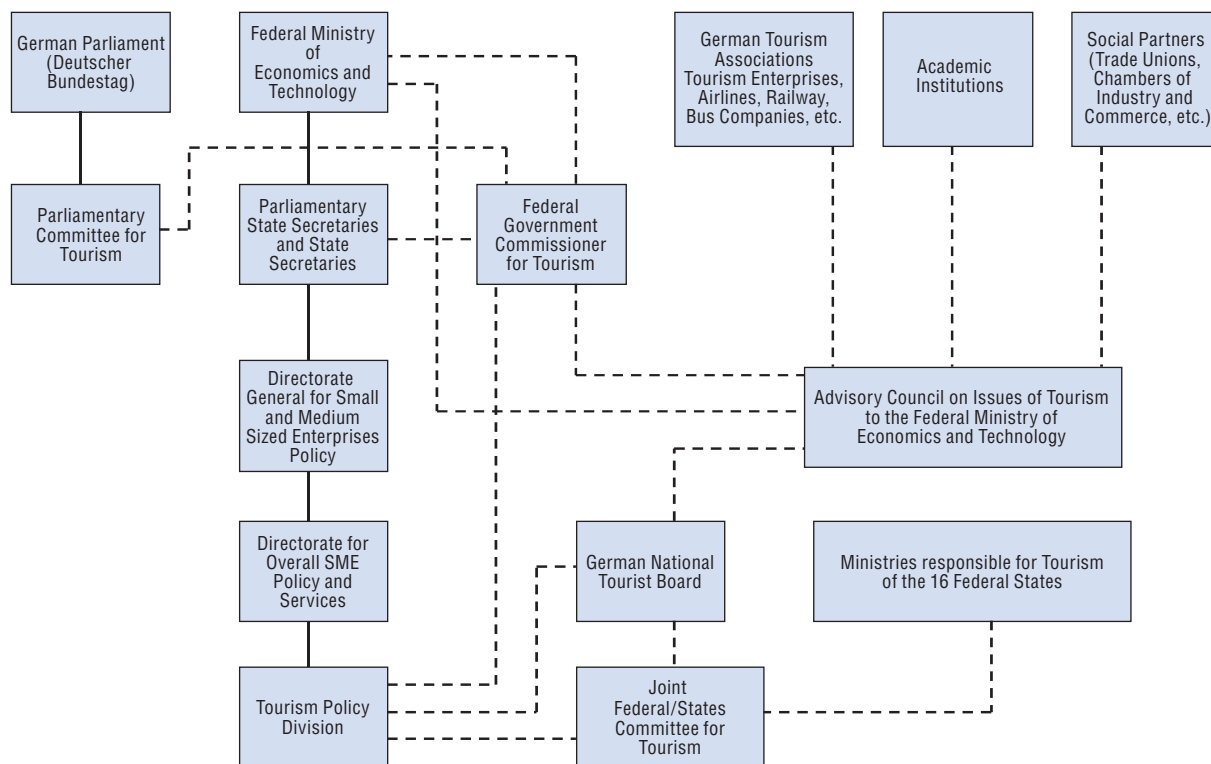 German Parliament
(Deutscher
Bundestag)
Federal Ministry
of
Economics and
Technology
German Tourism
Associations
Tourism Enterprises,
Airlines, Railway,
Bus Companies, etc.
Academic
Institutions
Social Partners
(Trade Unions,
Chambers of
Industry and
Commerce, etc.)
Parliamentary
Committee for
Tourism
Parliamentary
State Secretaries
and State
Secretaries
Federal
Government
Commissioner
for Tourism
Directorate
General for Small
and Medium
Sized Enterprises
Policy
Advisory Council on Issues of Tourism
to the Federal Ministry of
Economics and Technology
Directorate for
Overall SME
Policy and
Services
German National
Tourist Board
Ministries responsible for Tourism
of the 16 Federal States
Tourism Policy
Division
Joint
Federal/States
Committee for
Tourism